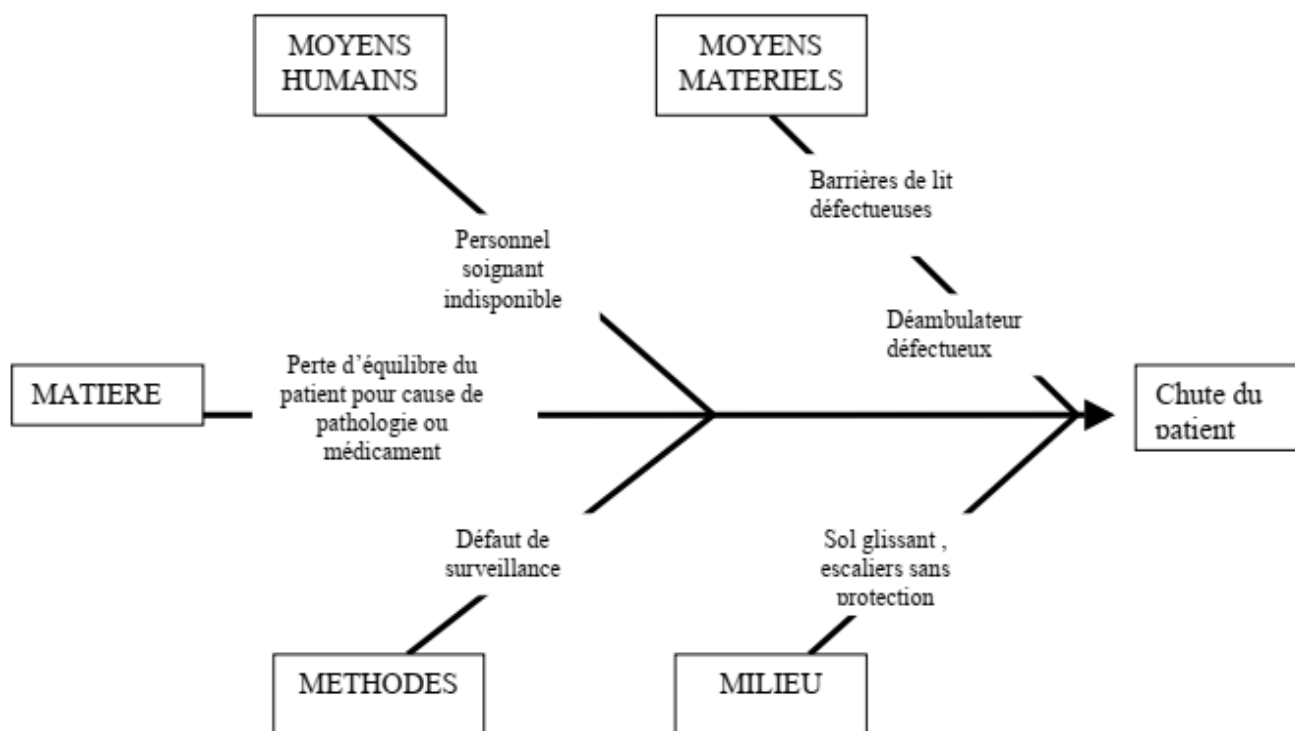 MOYENS
HUMAINS
MOYENS
MATERIELS
Barrières de lit
défectueuses
Personnel
soignant
indisponible
Déambulateur
défectueux
MATIERE
Perte d’équilibre du
patient pour cause de
pathologie ou
médicament
Chute du
patient
Défaut de
surveillance
Sol glissant ,
escaliers sans
protection
METHODES
MILIEU